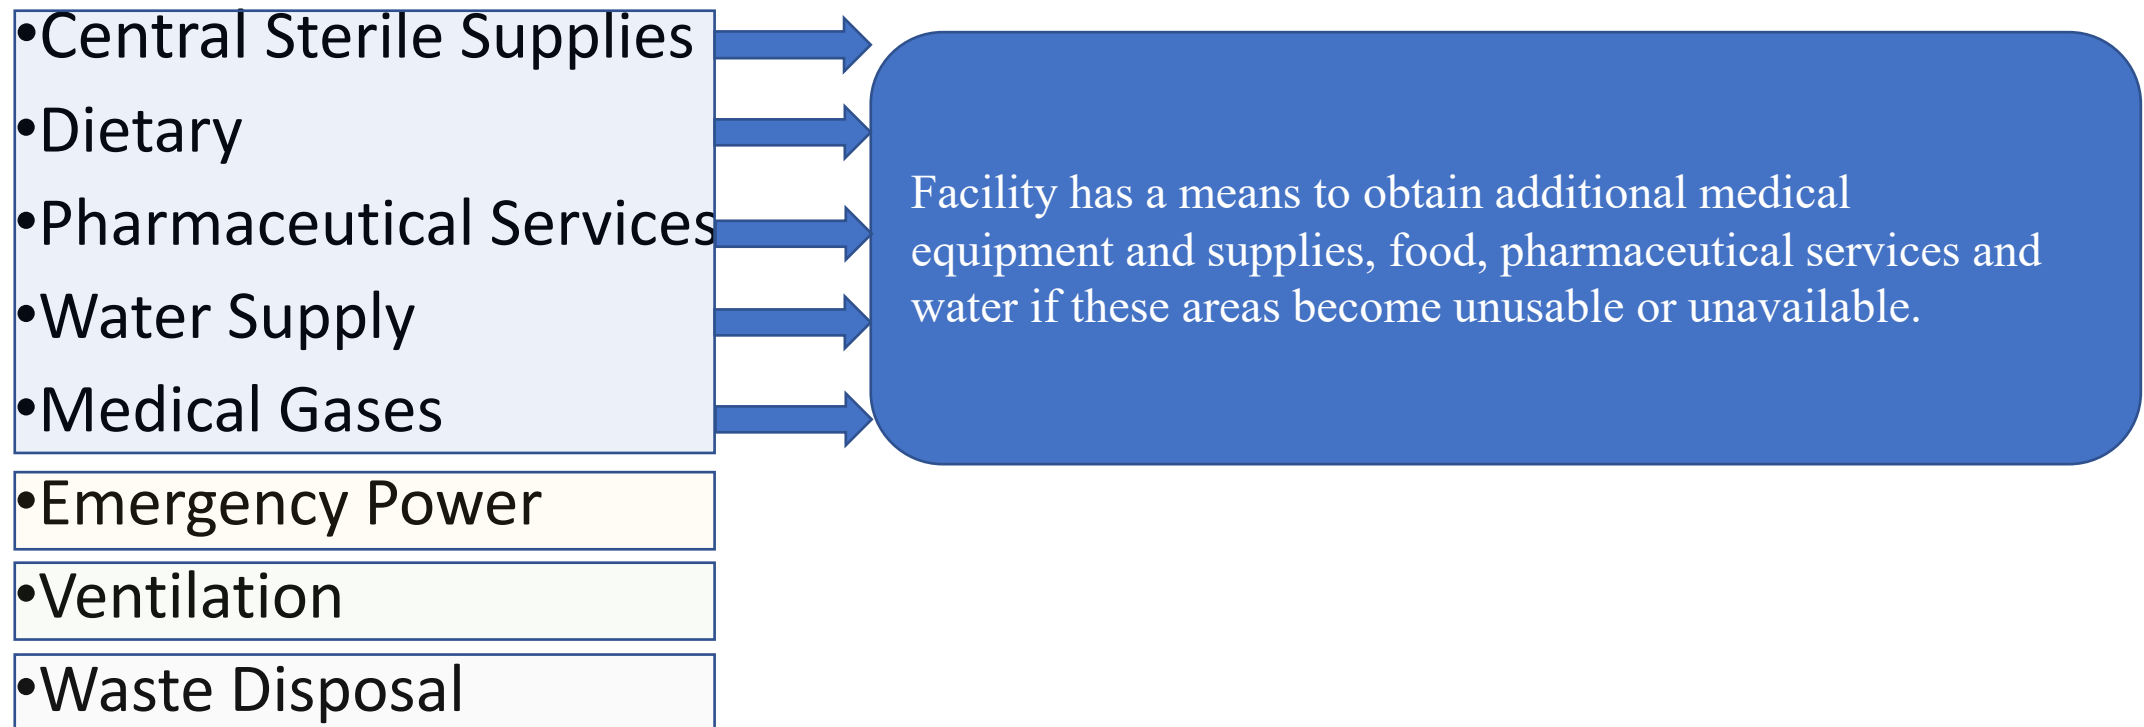 •Central Sterile Supplies
•Dietary
•Pharmaceutical Services
•Water Supply
•Medical Gases
•Emergency Power
•Ventilation
•Waste Disposal
Facility has a means to obtain additional medical
equipment and supplies, food, pharmaceutical services and
water if these areas become unusable or unavailable.